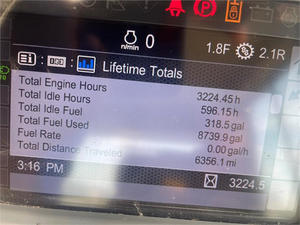 n/min 0
1.8F 2.1R
Lifetime Totals
Total Engine Hours 3224.45 h
Total Idle Hours 596.15 h
Total Idle Fuel 318.5 gal
Total Fuel Used 8739.9 gal
Fuel Rate 0.00 gal/h
Total Distance Traveled 6356.1 mi
3:16 PM 3224.5